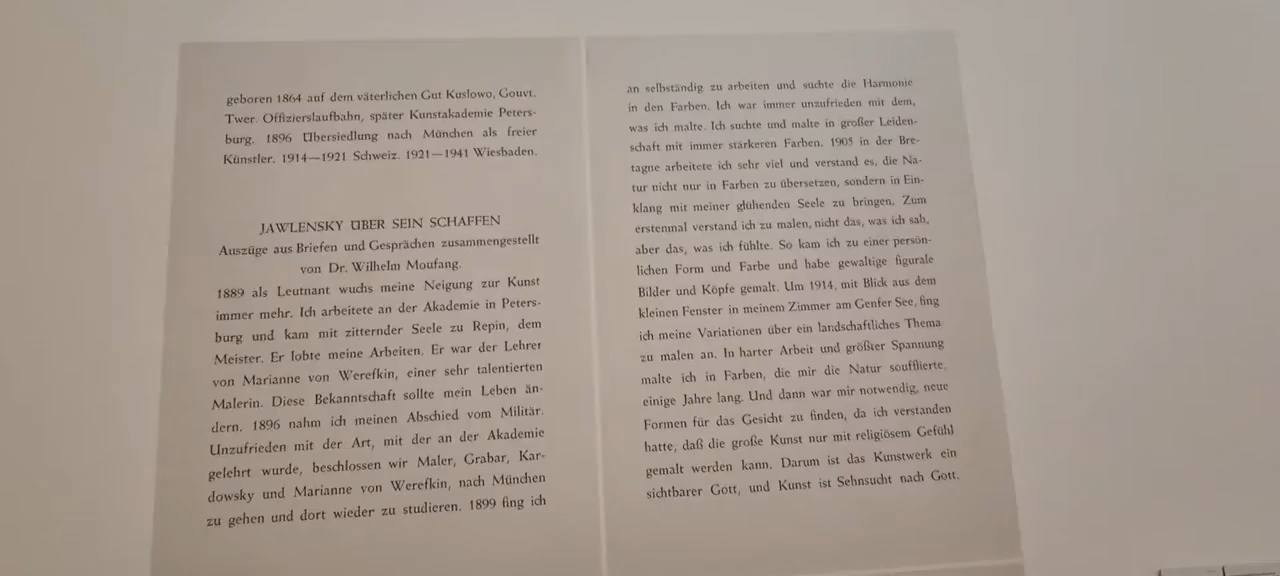 geboren 1864 auf dem väterlichen Gut Kuslowo, Gouvt.
Twer. Offizierslaufbahn, später Kunstakademie Peters-
burg. 1896 Übersiedlung nach München als freier
Künstler. 1914—1921 Schweiz. 1921—1941 Wiesbaden.
JAWLENSKY ÜBER SEIN SCHAFFEN
Auszüge aus Briefen und Gesprächen zusammengestellt
von Dr. Wilhelm Moufang.
1889 als Leutnant wuchs meine Neigung zur Kunst
immer mehr. Ich arbeitete an der Akademie in Peters-
burg und kam mit zitternder Seele zu Repin, dem
Meister. Er lobte meine Arbeiten. Er war der Lehrer
von Marianne von Werefkin, einer sehr talentierten
Malerin. Diese Bekanntschaft sollte mein Leben än-
dern. 1896 nahm ich meinen Abschied vom Militär.
Unzufrieden mit der Art, mit der an der Akademie
gelehrt wurde, beschlossen wir Maler, Grabar, Kar-
dowsky und Marianne von Werefkin, nach München
zu gehen und dort wieder zu studieren. 1899 fing ich
an selbständig zu arbeiten und suchte die Harmonie
in den Farben. Ich war immer unzufrieden mit dem,
was ich malte. Ich suchte und malte in großer Leiden-
schaft mit immer stärkeren Farben. 1905 in der Bre-
tagne arbeitete ich sehr viel und verstand es, die Na-
tur nicht nur in Farben zu übersetzen, sondern in Ein-
klang mit meiner glühenden Seele zu bringen. Zum
erstenmal verstand ich zu malen, nicht das, was ich sah,
aber das, was ich fühlte. So kam ich zu einer persön-
lichen Form und Farbe und habe gewaltige figurale
Bilder und Köpfe gemalt. Um 1914, mit Blick aus dem
kleinen Fenster in meinem Zimmer am Genfer See, fing
ich meine Variationen über ein landschaftliches Thema
zu malen an. In harter Arbeit und größter Spannung
malte ich in Farben, die mir die Natur soufflierte,
einige Jahre lang. Und dann war mir notwendig, neue
Formen für das Gesicht zu finden, da ich verstanden
hatte, daß die große Kunst nur mit religiösem Gefühl
gemalt werden kann. Darum ist das Kunstwerk ein
sichtbarer Gott, und Kunst ist Sehnsucht nach Gott.